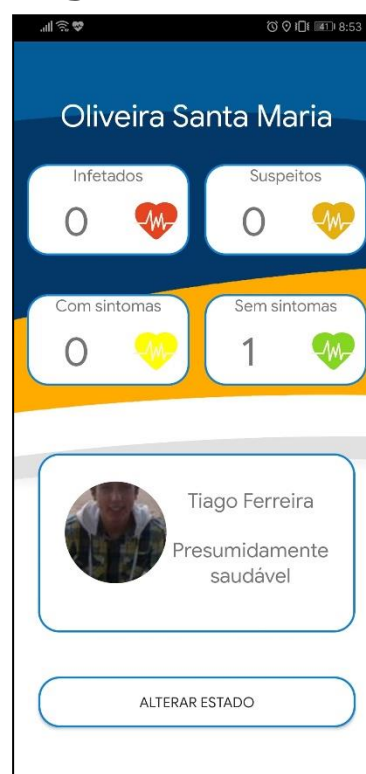 41 8:53
Oliveira Santa Maria
Infetados
0
Suspeitos
0
Com sintomas
0
Sem sintomas
1
Tiago Ferreira
Presumidamente
saudável
ALTERAR ESTADO